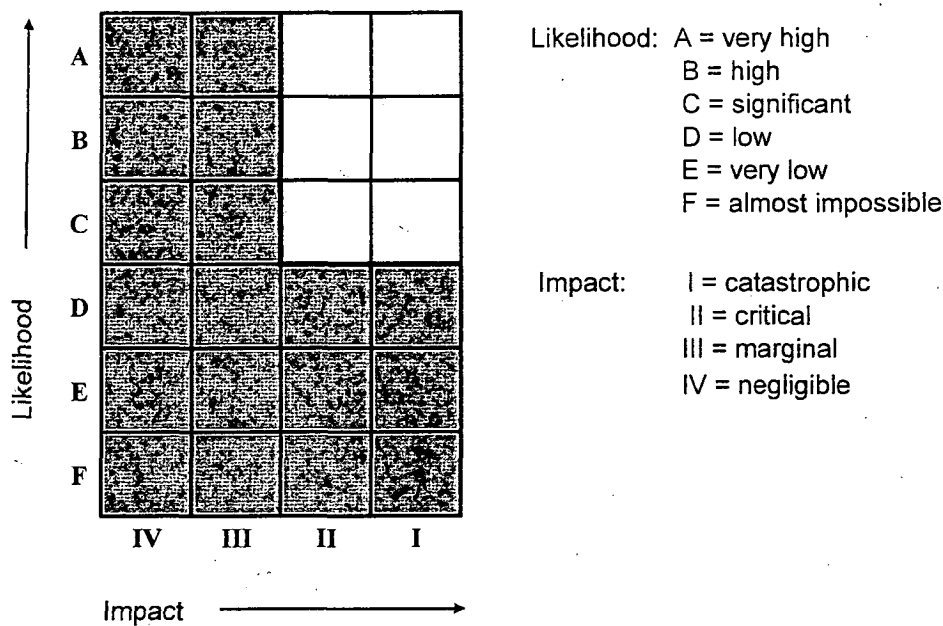 A
B
C
D
E
F
Likelihood
IV III II I
Impact
Likelihood: A = very high
B = high
C = significant
D = low
E = very low
F = almost impossible
Impact: I = catastrophic
II = critical
III = marginal
IV = negligible